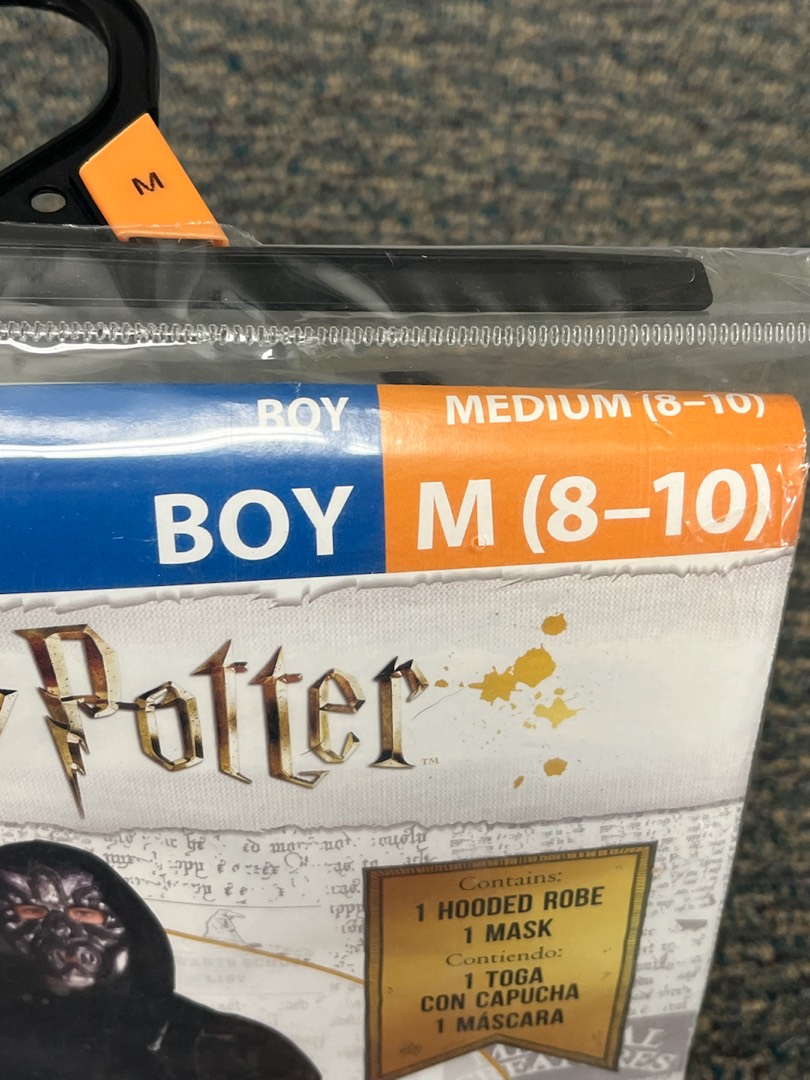 M
BOY MEDIUM (8–10)
BOY M (8–10)
Potter™
Contains:
1 HOODED ROBE
1 MASK
Contiendo:
1 TOGA
CON CAPUCHA
1 MÁSCARA